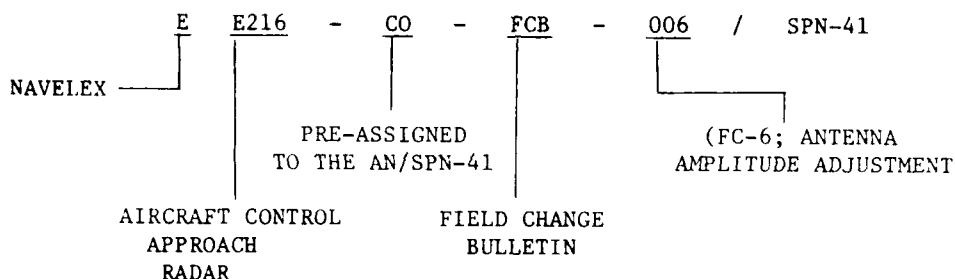 E E216 - CO - FCB - 006 / SPN-41
NAVELEX
PRE-ASSIGNED
TO THE AN/SPN-41
(FC-6; ANTENNA
AMPLITUDE ADJUSTMENT
AIRCRAFT CONTROL
APPROACH
RADAR
FIELD CHANGE
BULLETIN